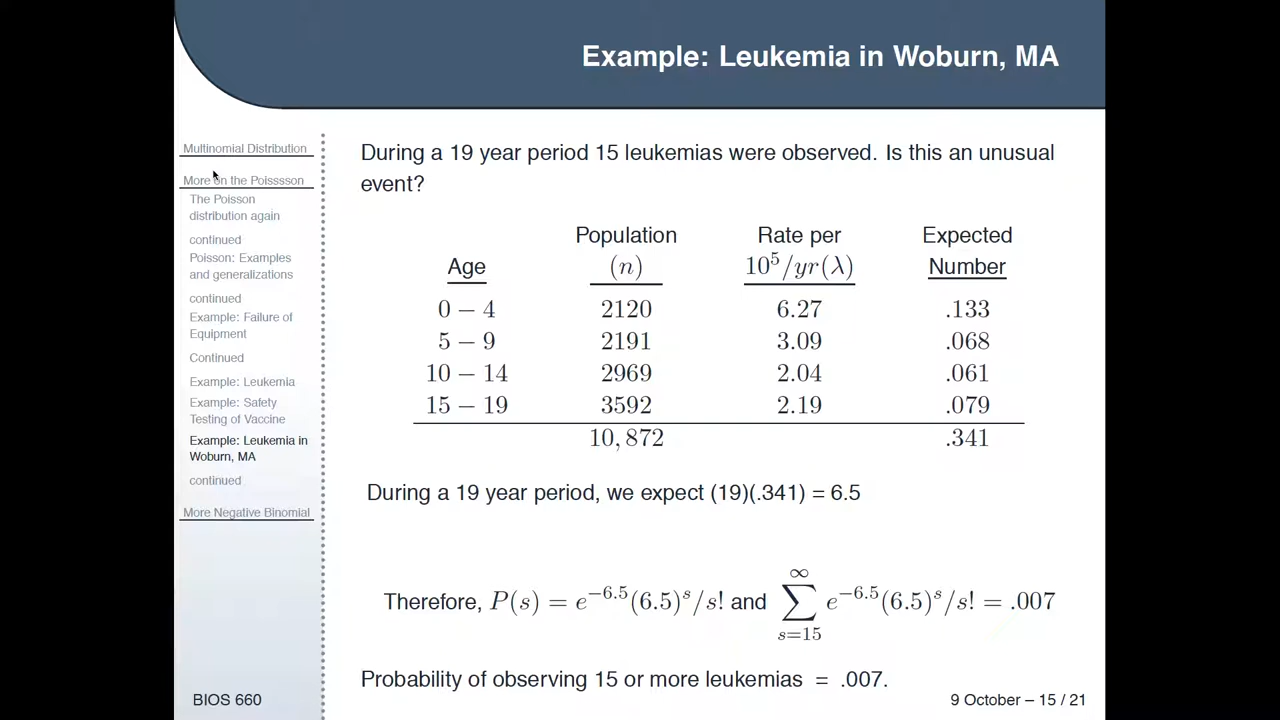 Example: Leukemia in Woburn, MA
Multinomial Distribution
More on the Poisssson
The Poisson
distribution again
continued
Poisson: Examples
and generalizations
continued
Example: Failure of
Equipment
Continued
Example: Leukemia
Example: Safety
Testing of Vaccine
Example: Leukemia in
Woburn, MA
continued
More Negative Binomial
BIOS 660
During a 19 year period 15 leukemias were observed. Is this an unusual
event?
Population Rate per Expected
Age (n) 10^5/yr(λ) Number
0 – 4 2120 6.27 .133
5 – 9 2191 3.09 .068
10 – 14 2969 2.04 .061
15 – 19 3592 2.19 .079
10,872 .341
During a 19 year period, we expect (19)(.341) = 6.5
Therefore, P(s) = e^{−6.5}(6.5)^s/s! and ∑_{s=15}^{∞} e^{−6.5}(6.5)^s/s! = .007
Probability of observing 15 or more leukemias = .007.
9 October – 15 / 21